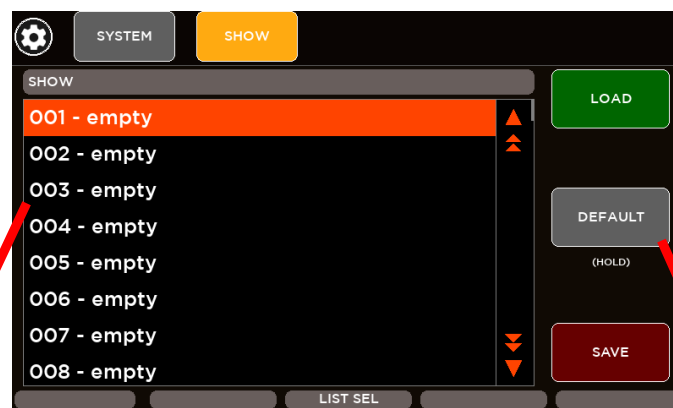 SYSTEM
SHOW
SHOW
LOAD
001 - empty
002 - empty
003 - empty
004 - empty
DEFAULT
005 - empty
(HOLD)
006 - empty
007 - empty
SAVE
008 - empty
LIST SEL